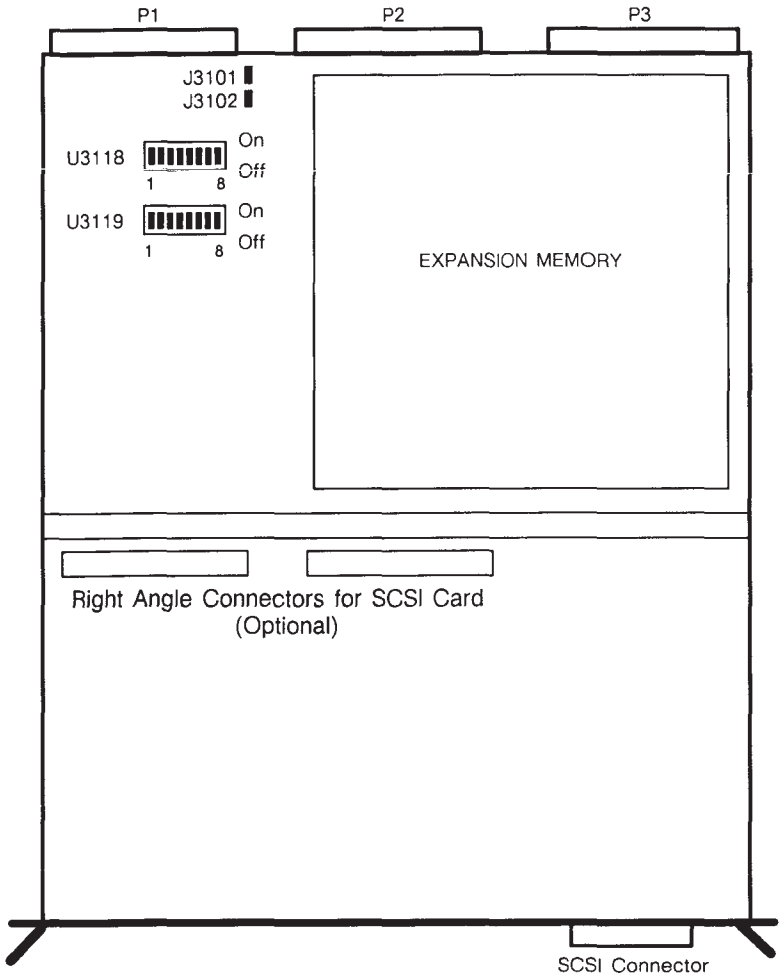 P1 P2 P3
J3101
J3102
U3118 On
Off
1 8
U3119 On
Off
1 8
EXPANSION MEMORY
Right Angle Connectors for SCSI Card
(Optional)
SCSI Connector